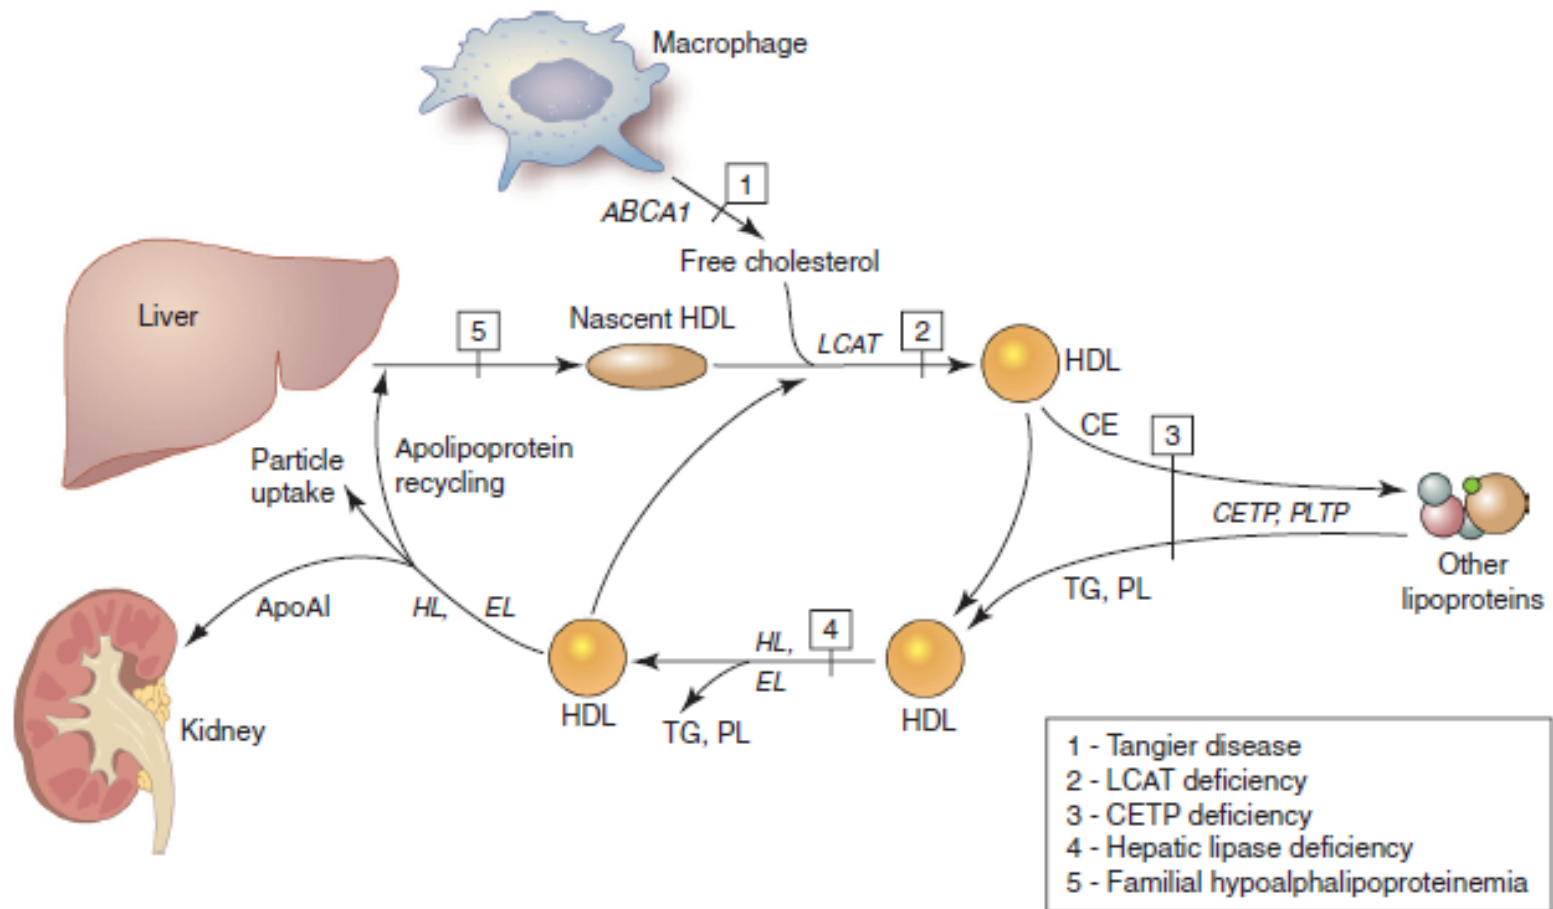 Macrophage
1
ABCA1
Free cholesterol
Liver
5
Nascent HDL
LCAT
2
HDL
CE
3
Particle
uptake
Apolipoprotein
recycling
CETP, PLTP
Other
lipoproteins
TG, PL
ApoAI
HL, EL
HL,
4
EL
HDL
TG, PL
HDL
Kidney
1 - Tangier disease
2 - LCAT deficiency
3 - CETP deficiency
4 - Hepatic lipase deficiency
5 - Familial hypoalphalipoproteinemia